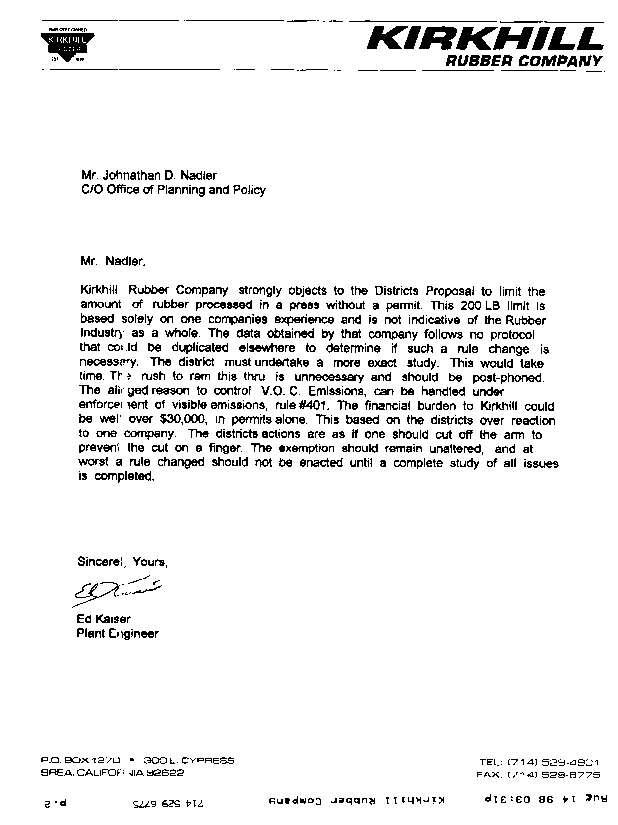 KIRKHILL
KIRKHILL
RUBBER COMPANY
Mr. Johnathan D. Nadler
C/O Office of Planning and Policy
Mr. Nadler,
Kirkhill Rubber Company strongly objects to the Districts Proposal to limit the
amount of rubber processed in a press without a permit. This 200 LB limit is
based solely on one companies experience and is not indicative of the Rubber
Industry as a whole. The data obtained by that company follows no protocol
that could be duplicated elsewhere to determine if such a rule change is
necessary. The district must undertake a more exact study. This would take
time. The rush to ram this thru is unnecessary and should be post-phoned.
The alleged reason to control V.O. C. Emissions, can be handled under
enforcement of visible emissions, rule #401. The financial burden to Kirkhill could
be well over $30,000, in permits alone. This based on the districts over reaction
to one company. The districts actions are as if one should cut off the arm to
prevent the cut on a finger. The exemption should remain unaltered, and at
worst a rule changed should not be enacted until a complete study of all issues
is completed.
Sincerely Yours,
Ed Kaiser
Plant Engineer
P.O. BOX 1270 • 300 E. CYPRESS
BREA, CALIFORNIA 92622
TEL: (714) 529-4901
FAX: (714) 529-6775
Aug 14 98 03:31p Kirkhill Rubber Company 714 529 6775 p.2